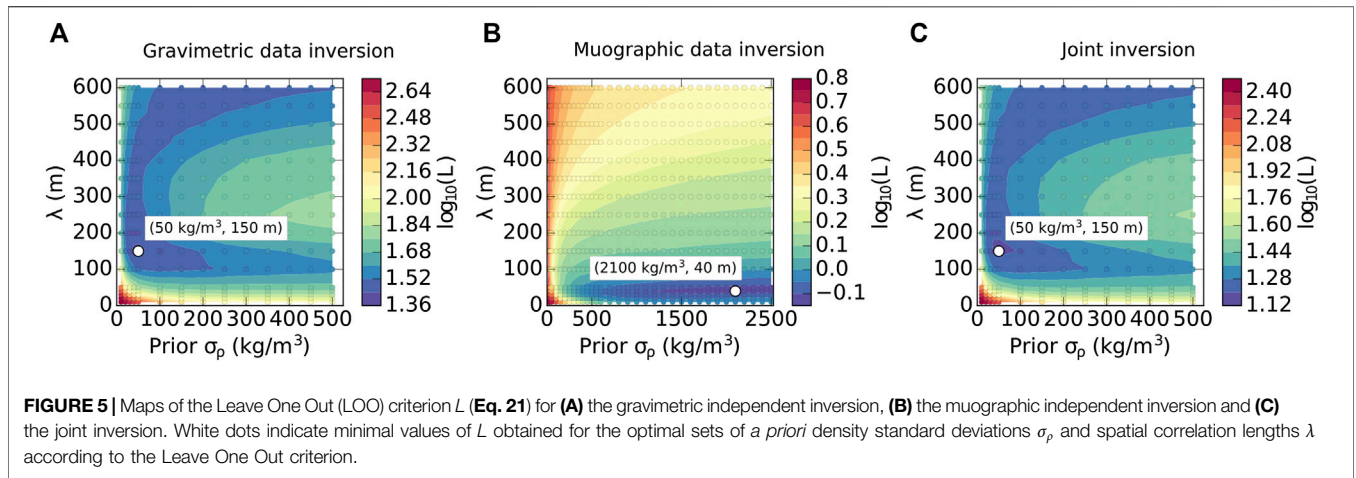 A
Gravimetric data inversion
λ (m)
600
500
400
300
200
100
0
(50 kg/m³, 150 m)
0 100 200 300 400 500
Prior σρ (kg/m³)
2.64
2.48
2.32
2.16
2.00
1.84
1.68
1.52
1.36
log₁₀(L)
B
Muographic data inversion
600
500
400
300
200
100
0
(2100 kg/m³, 40 m)
0 500 1500 2500
Prior σρ (kg/m³)
0.8
0.7
0.6
0.5
0.4
0.3
0.2
0.1
0.0
−0.1
log₁₀(L)
C
Joint inversion
λ (m)
600
500
400
300
200
100
0
(50 kg/m³, 150 m)
0 100 200 300 400 500
Prior σρ (kg/m³)
2.40
2.24
2.08
1.92
1.76
1.60
1.44
1.28
1.12
log₁₀(L)
FIGURE 5 | Maps of the Leave One Out (LOO) criterion L (Eq. 21) for (A) the gravimetric independent inversion, (B) the muographic independent inversion and (C)
the joint inversion. White dots indicate minimal values of L obtained for the optimal sets of a priori density standard deviations σρ and spatial correlation lengths λ
according to the Leave One Out criterion.